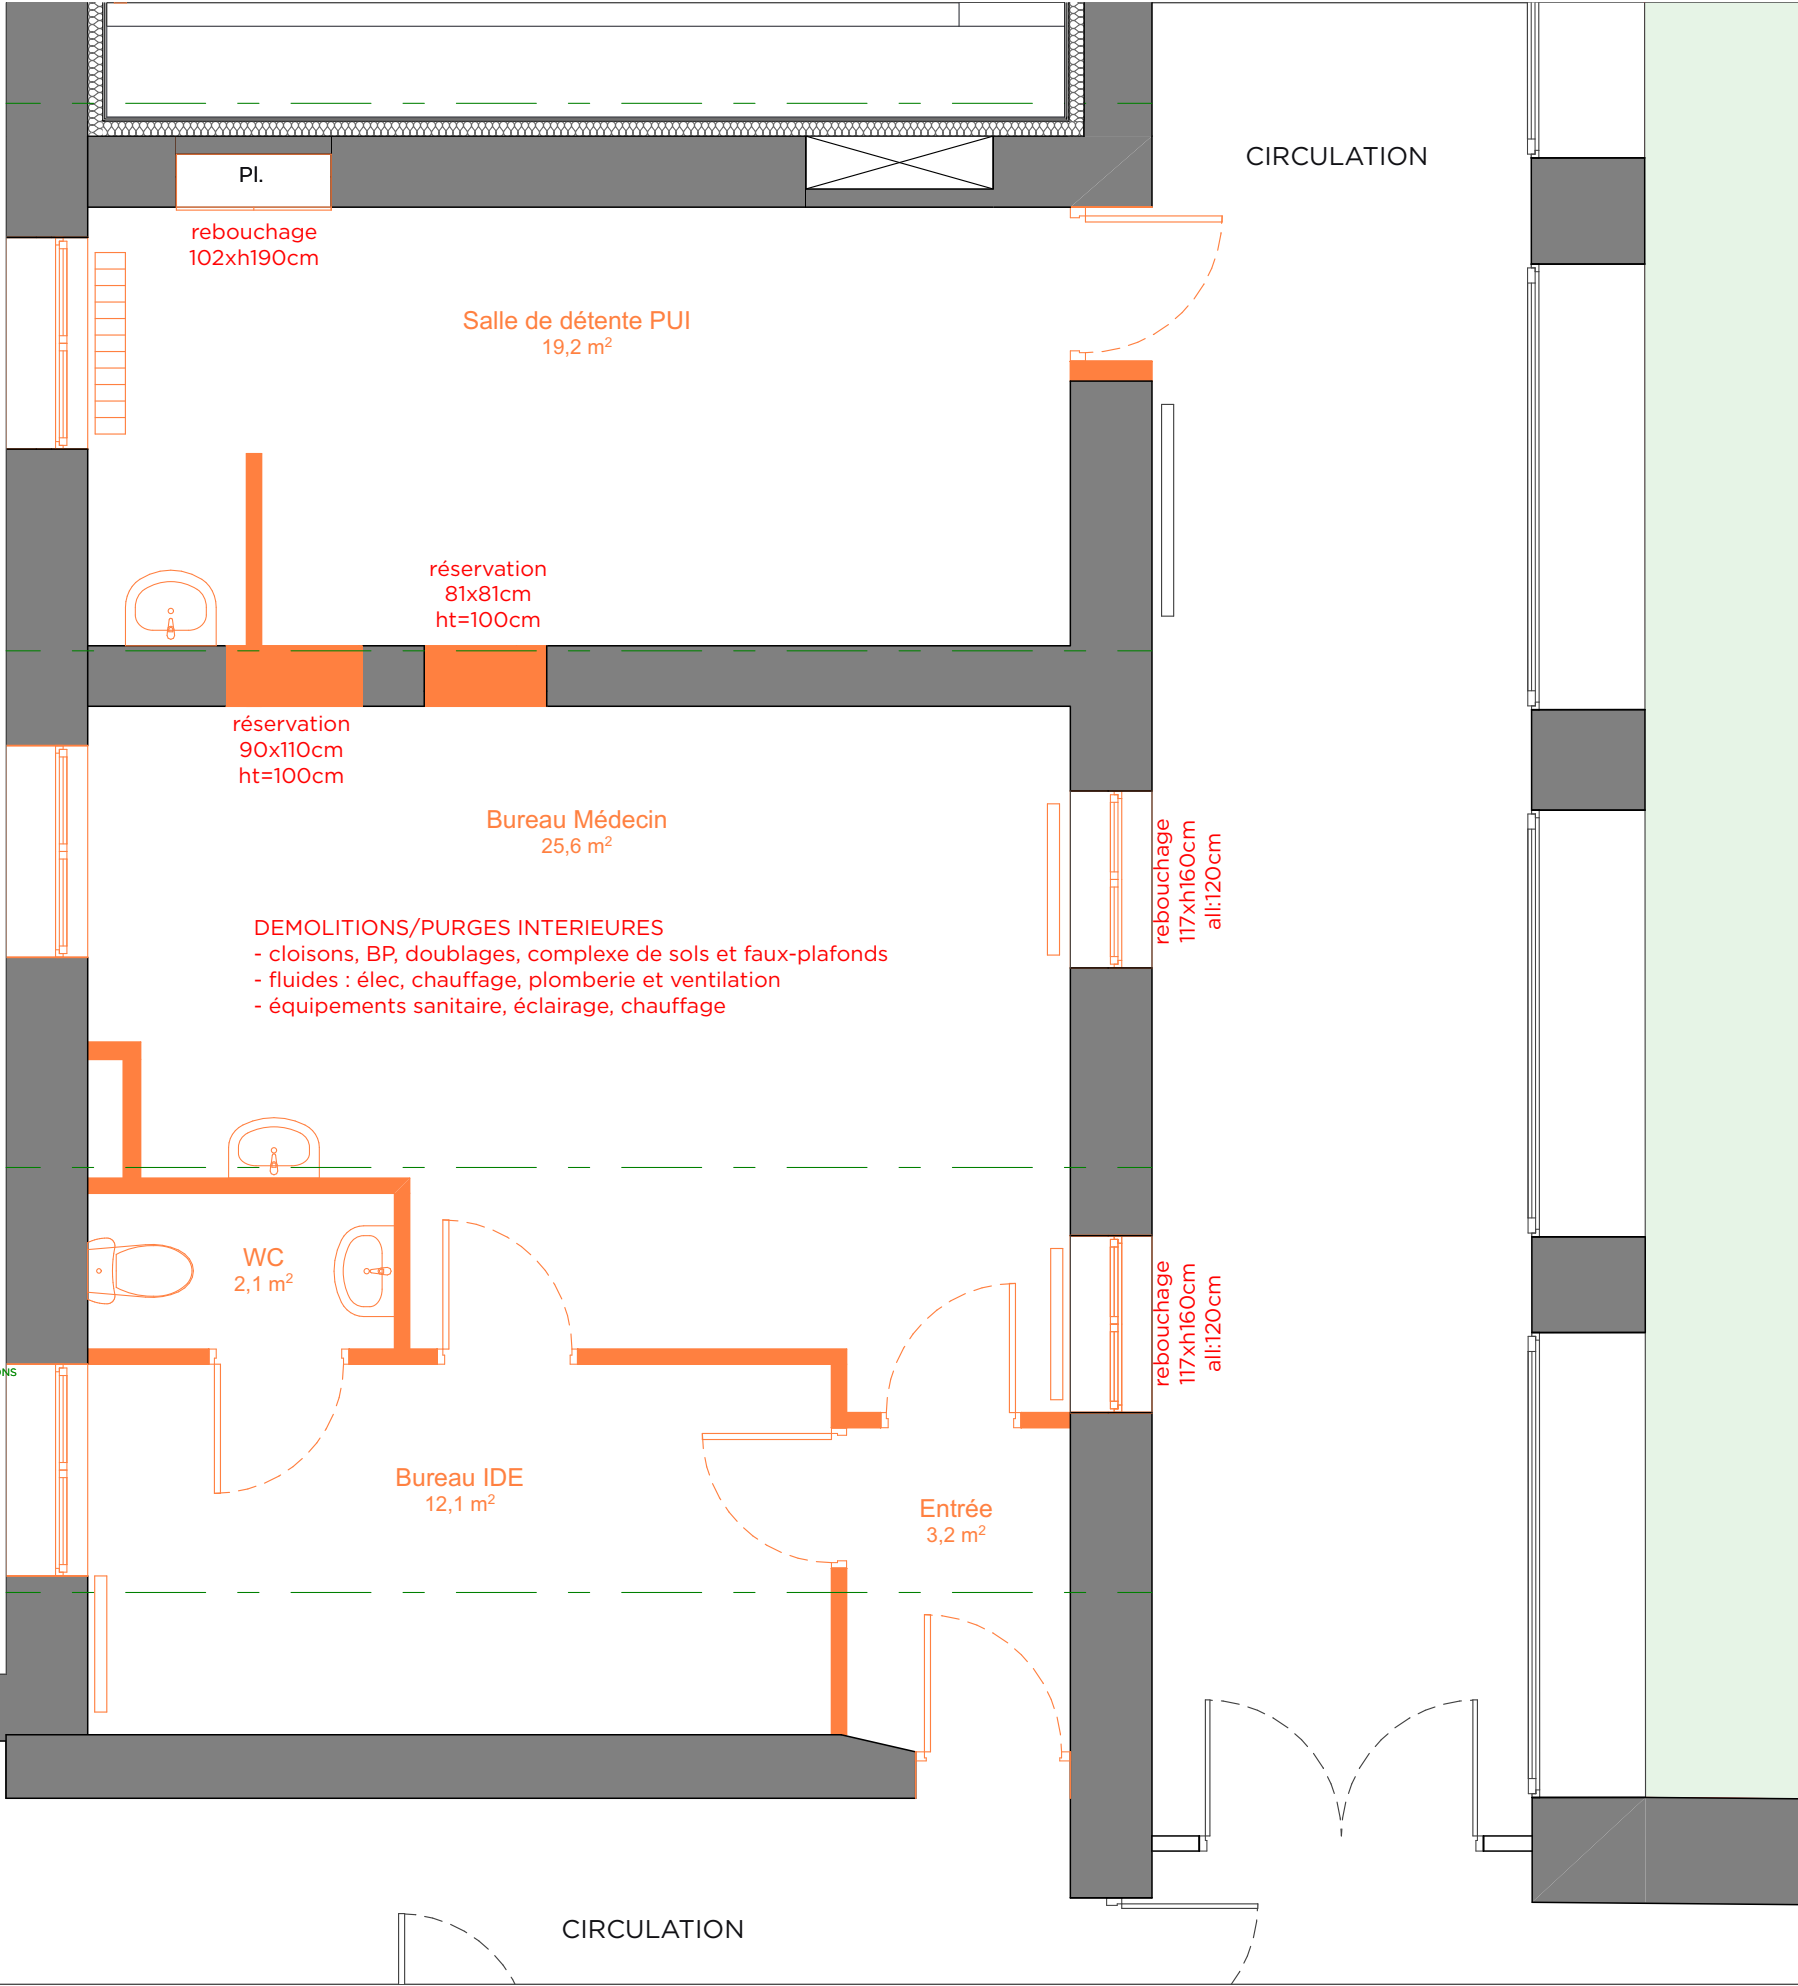 CIRCULATION
Pl.
rebouchage
102xh190cm
Salle de détente PUI
19,2 m²
réservation
81x81cm
ht=100cm
réservation
90x110cm
ht=100cm
Bureau Médecin
25,6 m²
rebouchage
117xh160cm
all:120cm
DEMOLITIONS/PURGES INTERIEURES
- cloisons, BP, doublages, complexe de sols et faux-plafonds
- fluides : élec, chauffage, plomberie et ventilation
- équipements sanitaire, éclairage, chauffage
WC
2,1 m²
rebouchage
117xh160cm
all:120cm
NS
Bureau IDE
12,1 m²
Entrée
3,2 m²
CIRCULATION